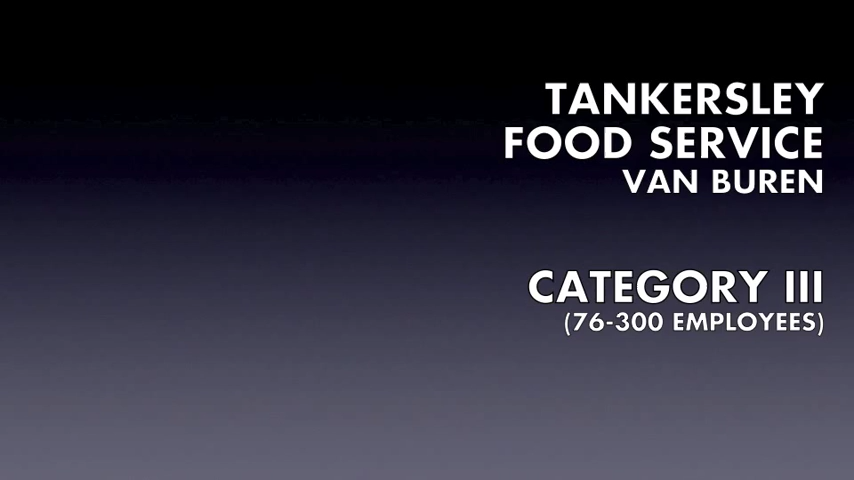 TANKERSLEY
FOOD SERVICE
VAN BUREN
CATEGORY III
(76-300 EMPLOYEES)